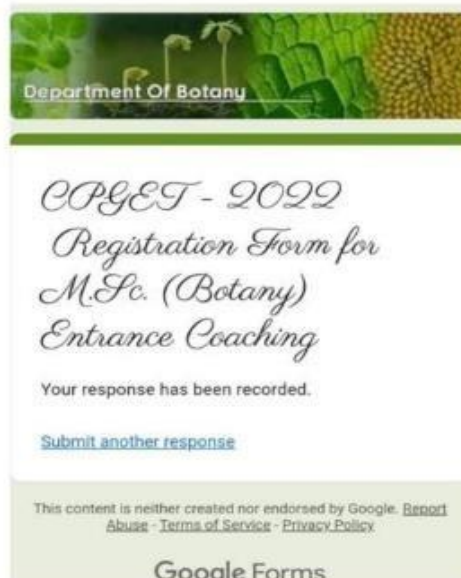 Department Of Botany
CPGET - 2022
Registration Form for
M.Sc. (Botany)
Entrance Coaching
Your response has been recorded.
Submit another response
This content is neither created nor endorsed by Google. Report
Abuse - Terms of Service - Privacy Policy
Google Forms